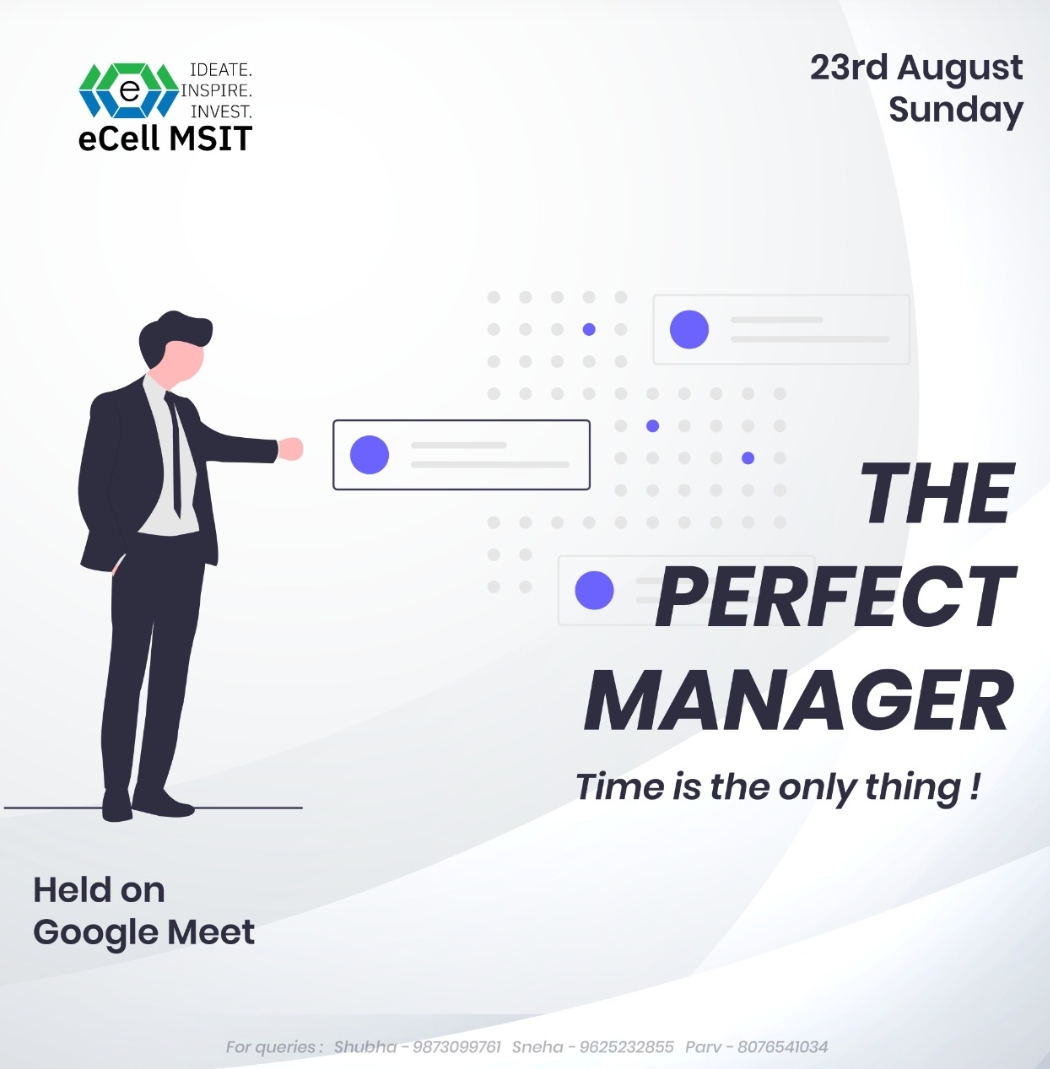 IDEATE.
INSPIRE.
INVEST.
e
eCell MSIT
23rd August
Sunday
THE
PERFECT
MANAGER
Time is the only thing !
Held on
Google Meet
For queries : Shubha - 9873099761 Sneha - 9625232855 Parv - 8076541034